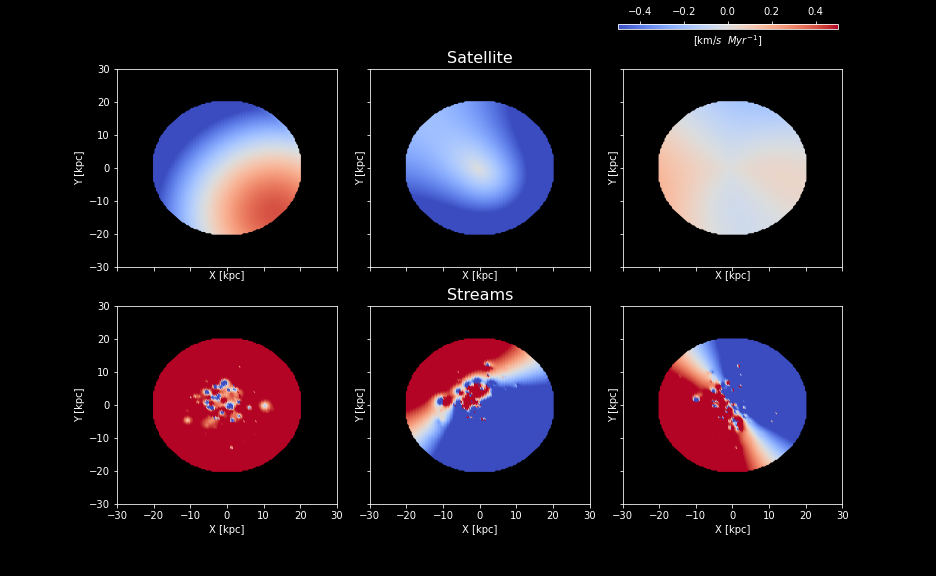 −0.4 −0.2 0.0 0.2 0.4
[km/s Myr⁻¹]
Satellite
30
20
10
0
−10
−20
−30
Y [kpc]
Y [kpc]
Y [kpc]
X [kpc] X [kpc] X [kpc]
Streams
30
20
10
0
−10
−20
−30
Y [kpc]
Y [kpc]
Y [kpc]
−30 −20 −10 0 10 20 30 −30 −20 −10 0 10 20 30 −30 −20 −10 0 10 20 30
X [kpc] X [kpc] X [kpc]